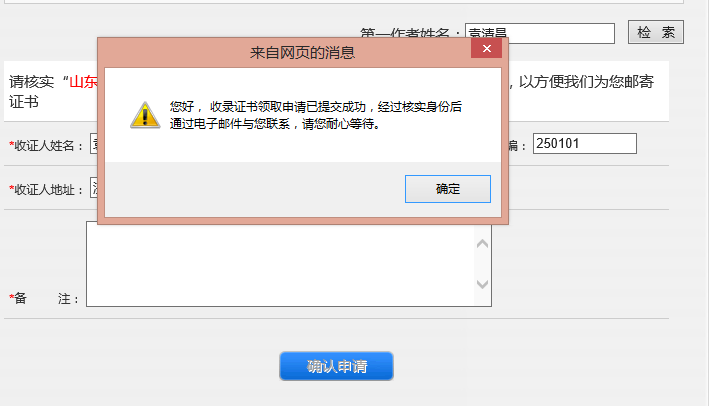 第一作者姓名：袁清昌 检 索
来自网页的消息
请核实“山东
，以方便我们为您邮寄
证书
您好， 收录证书领取申请已提交成功，经过核实身份后
通过电子邮件与您联系，请您耐心等待。
*收证人姓名：
编： 250101
确定
*收证人地址：
*备 注：
确认申请